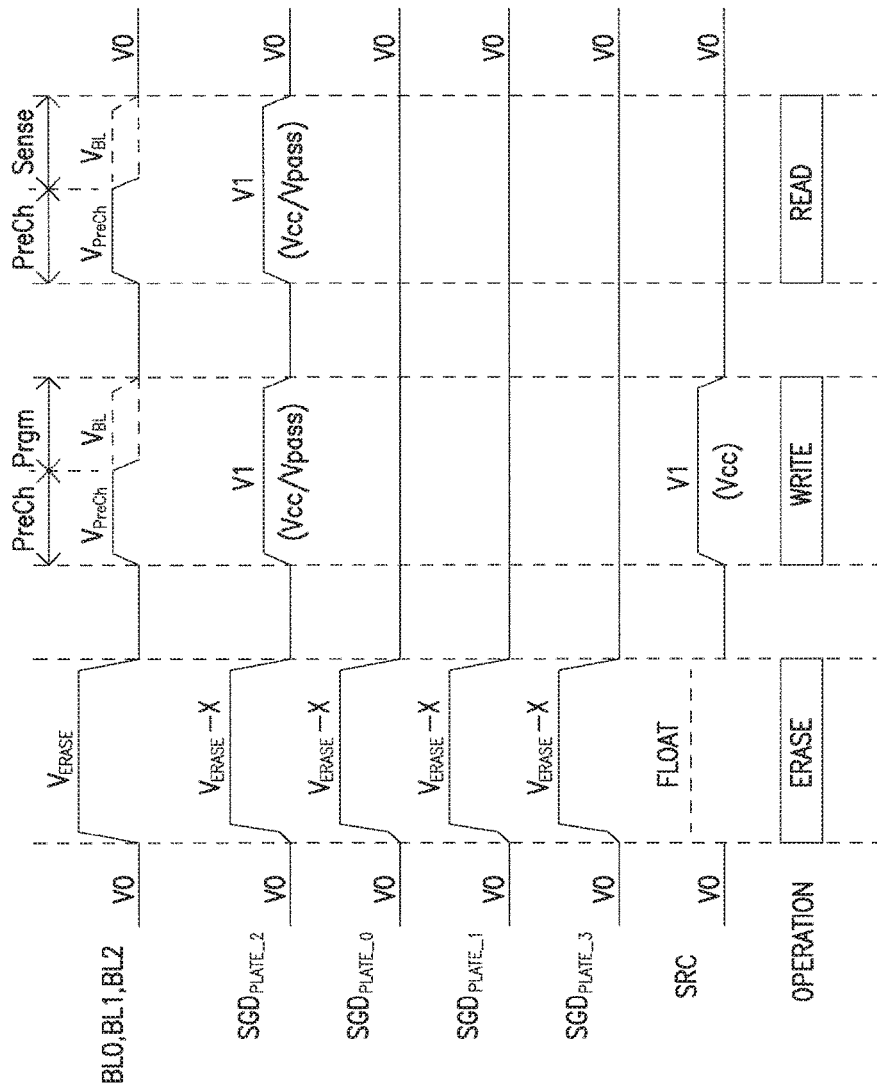 PreCh Prgm PreCh Sense
BL0,BL1,BL2 V0 VERASE VPreCh VBL VPreCh VBL V0
SGDPLATE_2 V0 VERASE–X V1 V1 V0
(Vcc/Vpass) (Vcc/Vpass)
SGDPLATE_0 V0 VERASE–X V0
SGDPLATE_1 V0 VERASE–X V0
SGDPLATE_3 V0 VERASE–X V0
SRC V0 FLOAT V1 V0
(Vcc)
OPERATION ERASE WRITE READ